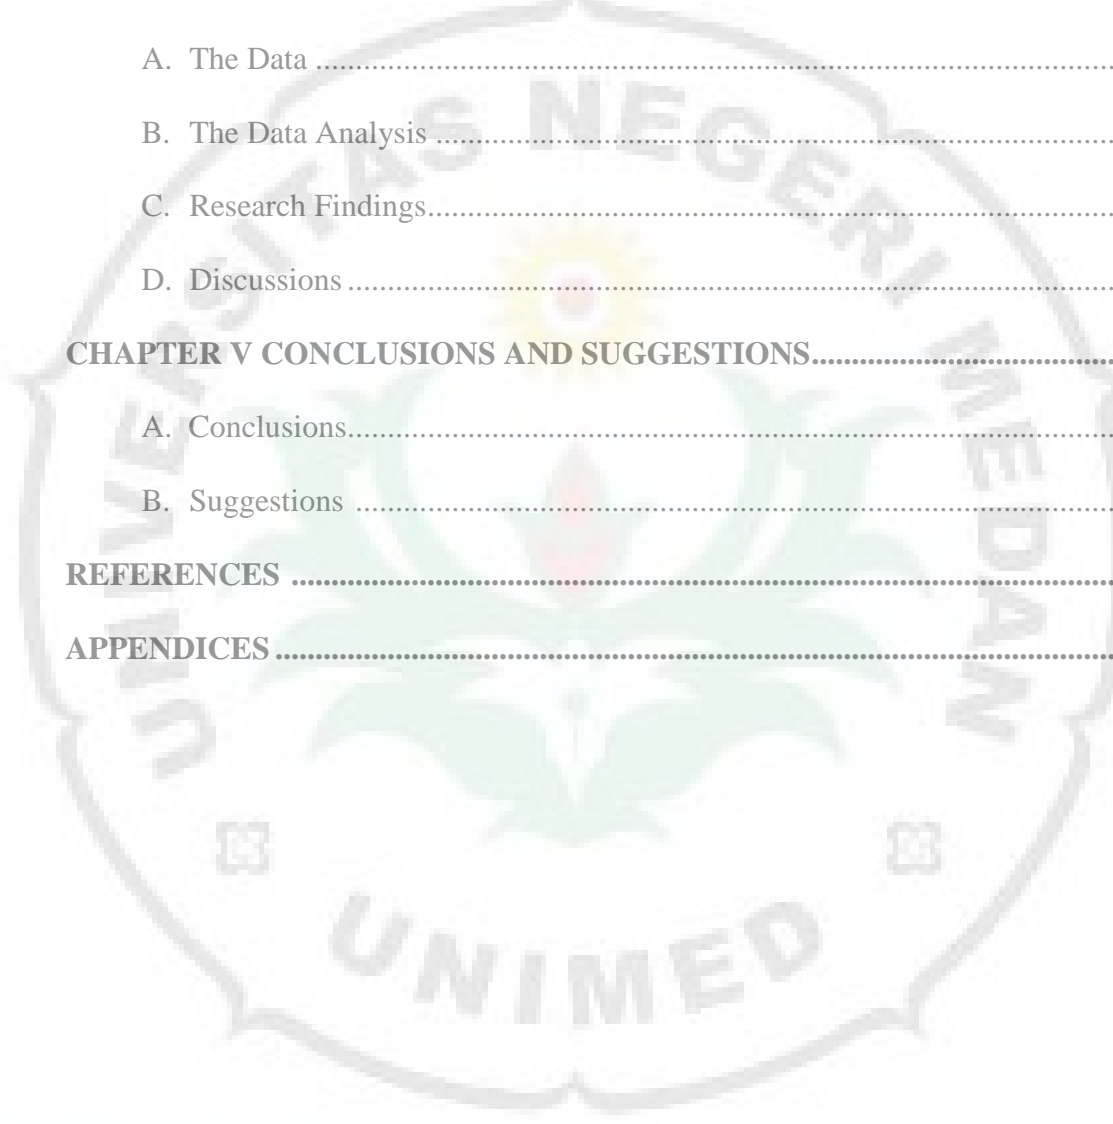 A. The Data ........................................................................................................
B. The Data Analysis ........................................................................................
C. Research Findings........................................................................................
D. Discussions ...................................................................................................
CHAPTER V CONCLUSIONS AND SUGGESTIONS.......................................
A. Conclusions...................................................................................................
B. Suggestions ..................................................................................................
REFERENCES ........................................................................................................
APPENDICES ..........................................................................................................
UNIVERSITAS NEGERI MEDAN
UNIMED